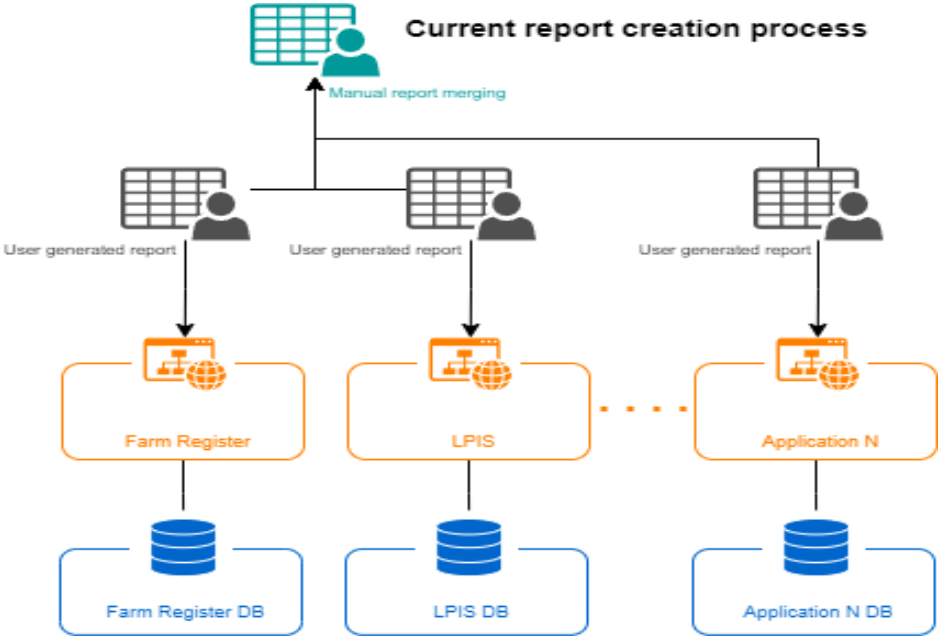 Current report creation process
Manual report merging
User generated report
User generated report
User generated report
Farm Register
LPIS
Application N
Farm Register DB
LPIS DB
Application N DB